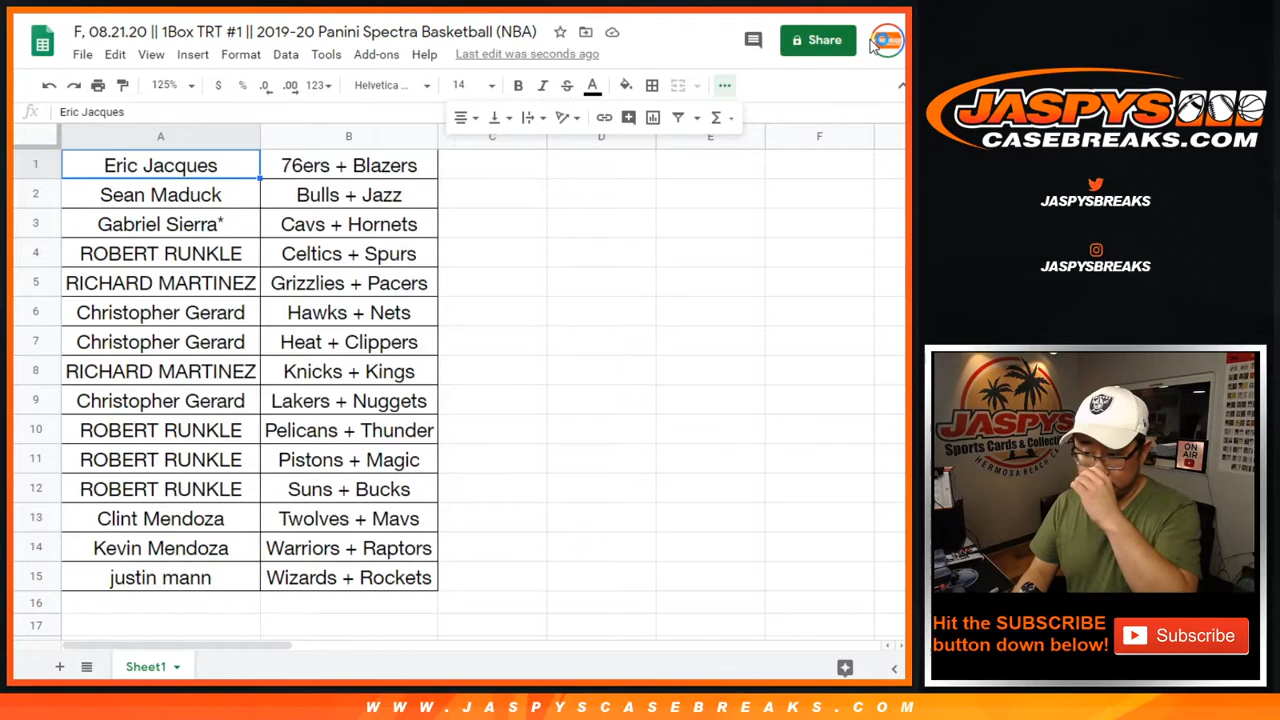 F, 08.21.20 || 1Box TRT #1 || 2019-20 Panini Spectra Basketball (NBA)
File Edit View Insert Format Data Tools Add-ons Help Last edit was seconds ago
Share
125% $ % .0 .00 123 Helvetica ... 14 B I S A
fx Eric Jacques
A B C D E F
1 Eric Jacques 76ers + Blazers
2 Sean Maduck Bulls + Jazz
3 Gabriel Sierra* Cavs + Hornets
4 ROBERT RUNKLE Celtics + Spurs
5 RICHARD MARTINEZ Grizzlies + Pacers
6 Christopher Gerard Hawks + Nets
7 Christopher Gerard Heat + Clippers
8 RICHARD MARTINEZ Knicks + Kings
9 Christopher Gerard Lakers + Nuggets
10 ROBERT RUNKLE Pelicans + Thunder
11 ROBERT RUNKLE Pistons + Magic
12 ROBERT RUNKLE Suns + Bucks
13 Clint Mendoza Twolves + Mavs
14 Kevin Mendoza Warriors + Raptors
15 justin mann Wizards + Rockets
16
17
Sheet1
JASPYS
CASEBREAKS.COM
JASPYSBREAKS
JASPYSBREAKS
JASPYS
Sports Cards & Collecti
HERMOSA BEACH CA
ON
AIR
Hit the SUBSCRIBE
button down below!
Subscribe
WWW.JASPYSCASEBREAKS.COM